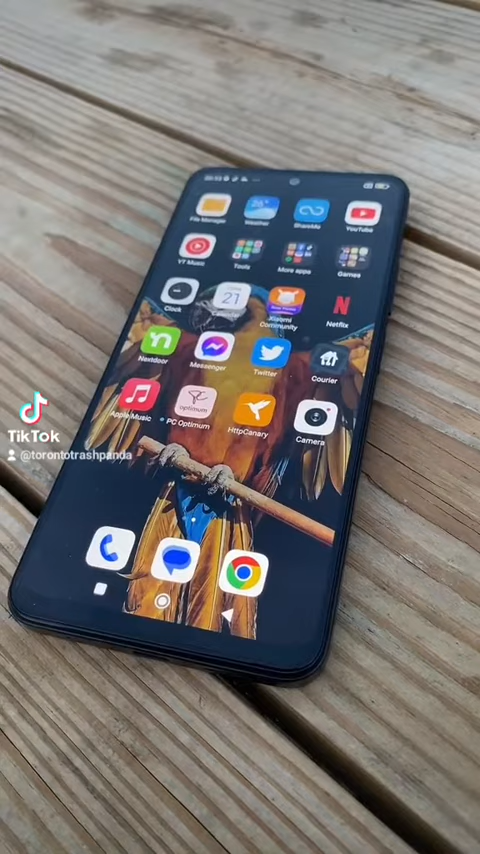 File Manager
Weather
ShareMe
YouTube
YT Music
Tools
More apps
Games
Clock
21
Calendar
Xiaomi
Community
N
Netflix
Nextdoor
Messenger
Twitter
Courier
Apple Music
optimum
PC Optimum
HttpCanary
Camera
TikTok
@torontotrashpanda